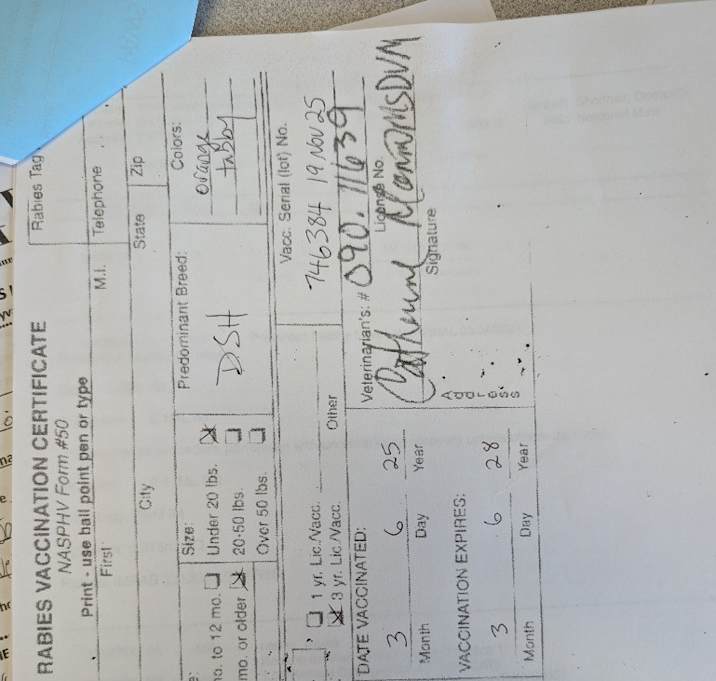 RABIES VACCINATION CERTIFICATE
NASPHV Form #50
Rabies Tag
Print - use ball point pen or type
First
M.I.
Telephone
City
State
Zip
Size:
Predominant Breed:
Colors:
to 12 mo. ☐
Under 20 lbs. ☒
DSH
orange
mo. or older ☒
20-50 lbs. ☐
tabby
Over 50 lbs. ☐
☐ 1 yr. Lic./Vacc.
Vacc. Serial (lot) No.
☒ 3 yr. Lic./Vacc.
Other
746384 19 Nov 25
DATE VACCINATED:
Veterinarian's: # 090.11639
License No.
3 6 25
Month Day Year
Catherine DVM
Signature
VACCINATION EXPIRES:
Address
3 6 28
Month Day Year